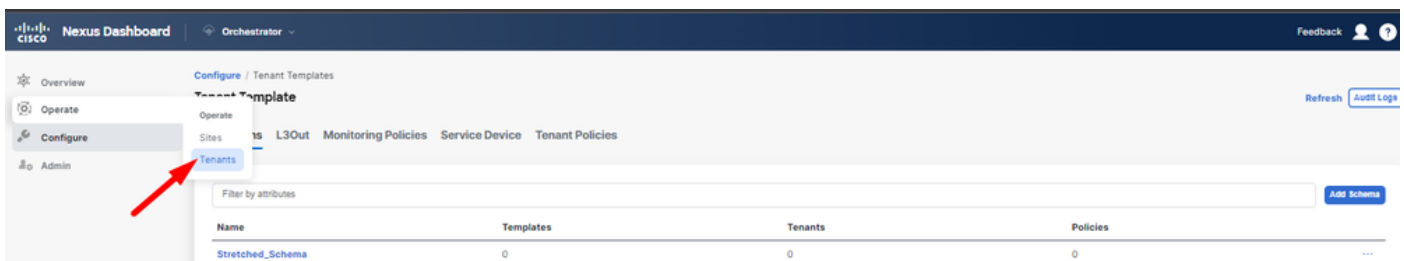 cisco Nexus Dashboard Orchestrator Feedback ?
Overview
Operate
Configure
Admin
Configure / Tenant Templates
Tenant Template
Refresh Audit Logs
Operate
Sites
Tenants
L3Out Monitoring Policies Service Device Tenant Policies
Filter by attributes
Add Schema
Name Templates Tenants Policies
Stretched_Schema 0 0 0 ...